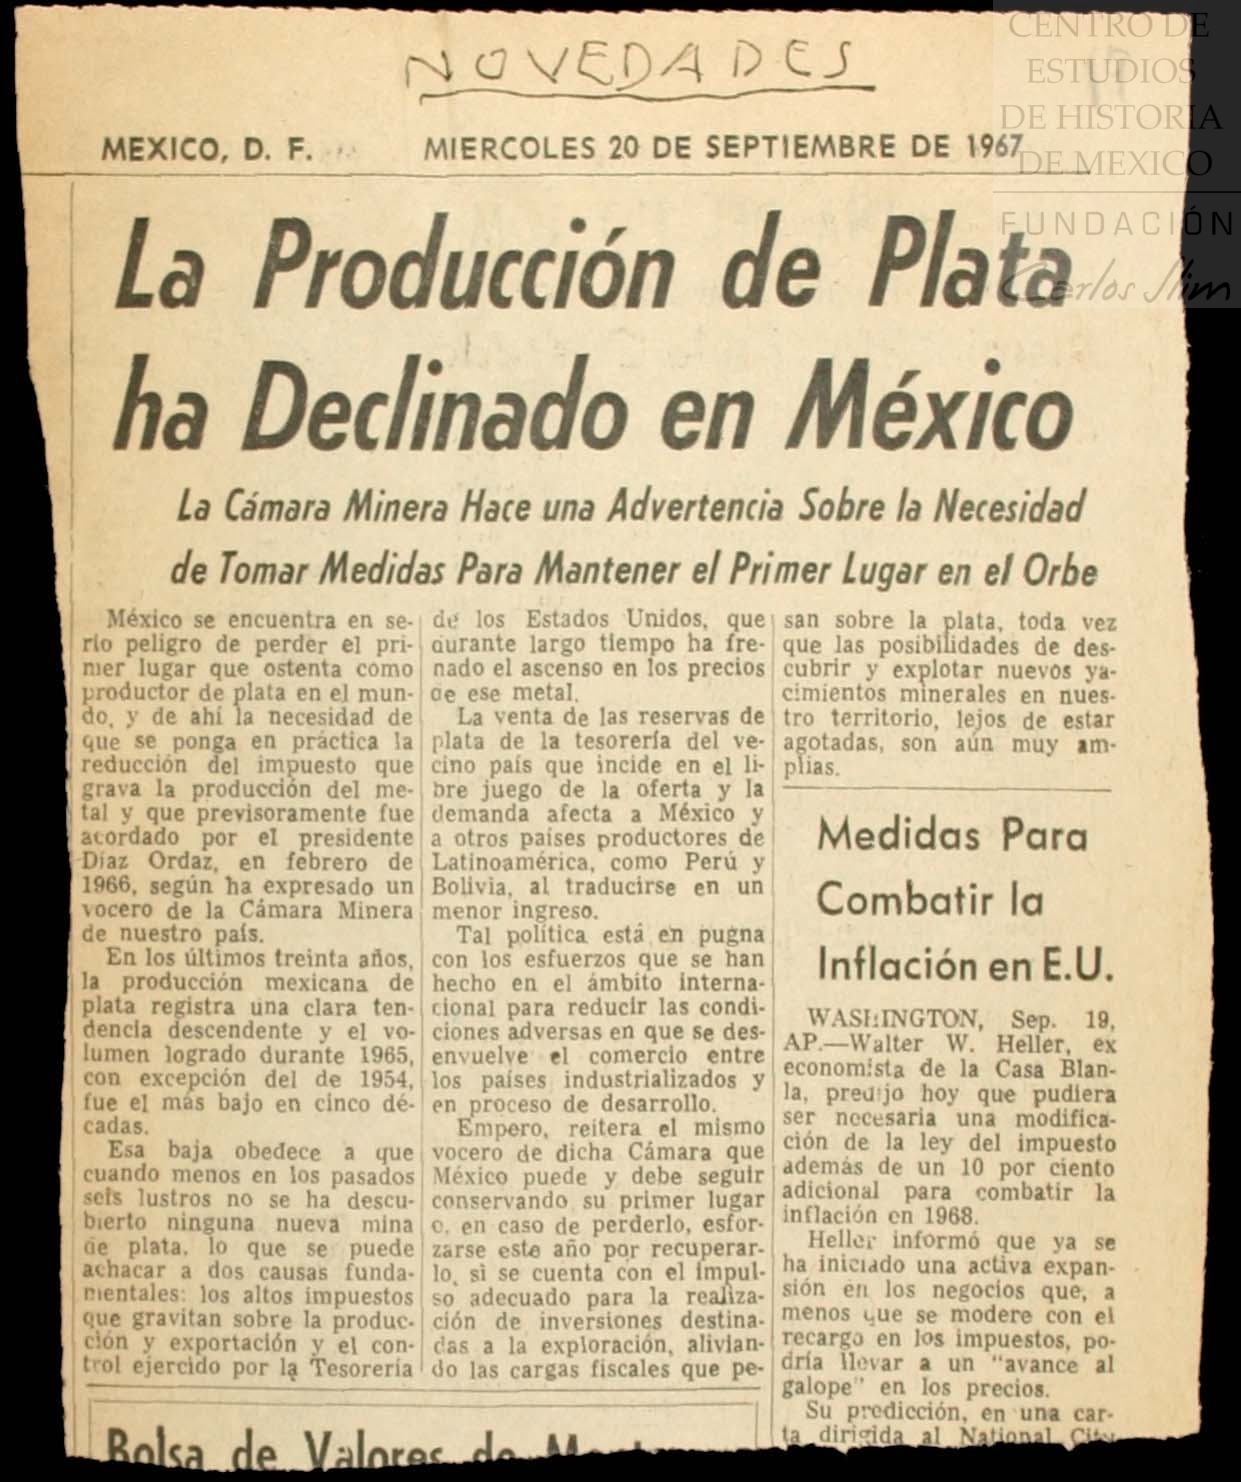 NOVEDADES
CENTRO DE
ESTUDIOS
DE HISTORIA
DE MEXICO
FUNDACIÓN
Carlos Slim
MEXICO, D. F. MIERCOLES 20 DE SEPTIEMBRE DE 1967
La Producción de Plata
ha Declinado en México
La Cámara Minera Hace una Advertencia Sobre la Necesidad
de Tomar Medidas Para Mantener el Primer Lugar en el Orbe
México se encuentra en se-
rio peligro de perder el pri-
mer lugar que ostenta como
productor de plata en el mun-
do, y de ahí la necesidad de
que se ponga en práctica la
reducción del impuesto que
grava la producción del me-
tal y que previsoramente fue
acordado por el presidente
Díaz Ordaz, en febrero de
1966, según ha expresado un
vocero de la Cámara Minera
de nuestro país.
En los últimos treinta años,
la producción mexicana de
plata registra una clara ten-
dencia descendente y el vo-
lumen logrado durante 1965,
con excepción del de 1954,
fue el más bajo en cinco dé-
cadas.
Esa baja obedece a que
cuando menos en los pasados
seis lustros no se ha descu-
bierto ninguna nueva mina
de plata, lo que se puede
achacar a dos causas funda-
mentales: los altos impuestos
que gravitan sobre la produc-
ción y exportación y el con-
trol ejercido por la Tesorería
de los Estados Unidos, que
durante largo tiempo ha fre-
nado el ascenso en los precios
de ese metal.
La venta de las reservas de
plata de la tesorería del ve-
cino país que incide en el li-
bre juego de la oferta y la
demanda afecta a México y
a otros países productores de
Latinoamérica, como Perú y
Bolivia, al traducirse en un
menor ingreso.
Tal política está en pugna
con los esfuerzos que se han
hecho en el ámbito interna-
cional para reducir las condi-
ciones adversas en que se des-
envuelve el comercio entre
los países industrializados y
en proceso de desarrollo.
Empero, reitera el mismo
vocero de dicha Cámara que
México puede y debe seguir
conservando su primer lugar
o, en caso de perderlo, esfor-
zarse este año por recuperar-
lo, si se cuenta con el impul-
so adecuado para la realiza-
ción de inversiones destina-
das a la exploración, alivian-
do las cargas fiscales que pe-
san sobre la plata, toda vez
que las posibilidades de des-
cubrir y explotar nuevos ya-
cimientos minerales en nues-
tro territorio, lejos de estar
agotadas, son aún muy am-
plias.
Medidas Para
Combatir la
Inflación en E.U.
WASHINGTON, Sep. 19,
AP.—Walter W. Heller, ex
economista de la Casa Blan-
la, predijo hoy que pudiera
ser necesaria una modifica-
ción de la ley del impuesto
además de un 10 por ciento
adicional para combatir la
inflación en 1968.
Heller informó que ya se
ha iniciado una activa expan-
sión en los negocios que, a
menos que se modere con el
recargo en los impuestos, po-
dría llevar a un "avance al
galope" en los precios.
Su predicción, en una car-
ta dirigida al National City
Bolsa de Valores de